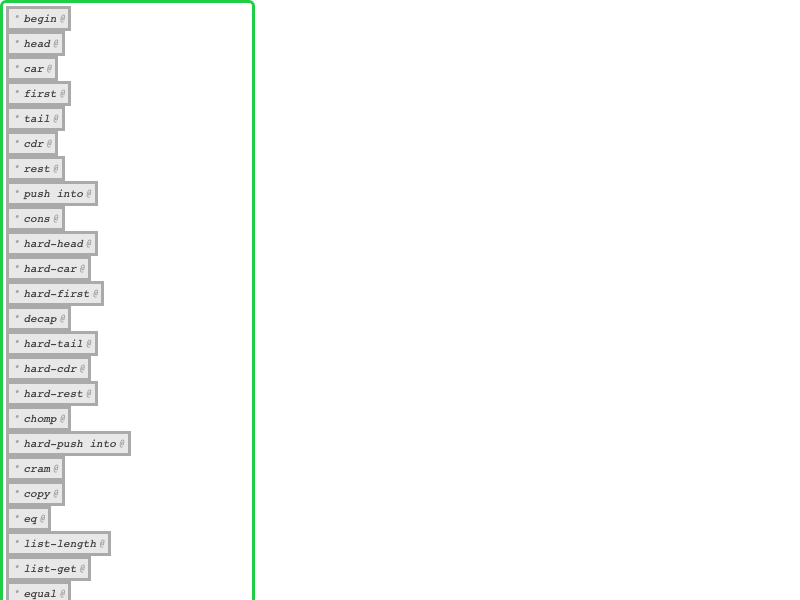 * begin @
* head @
* car @
* first @
* tail @
* cdr @
* rest @
* push into @
* cons @
* hard-head @
* hard-car @
* hard-first @
* decap @
* hard-tail @
* hard-cdr @
* hard-rest @
* chomp @
* hard-push into @
* cram @
* copy @
* eq @
* list-length @
* list-get @
* equal @